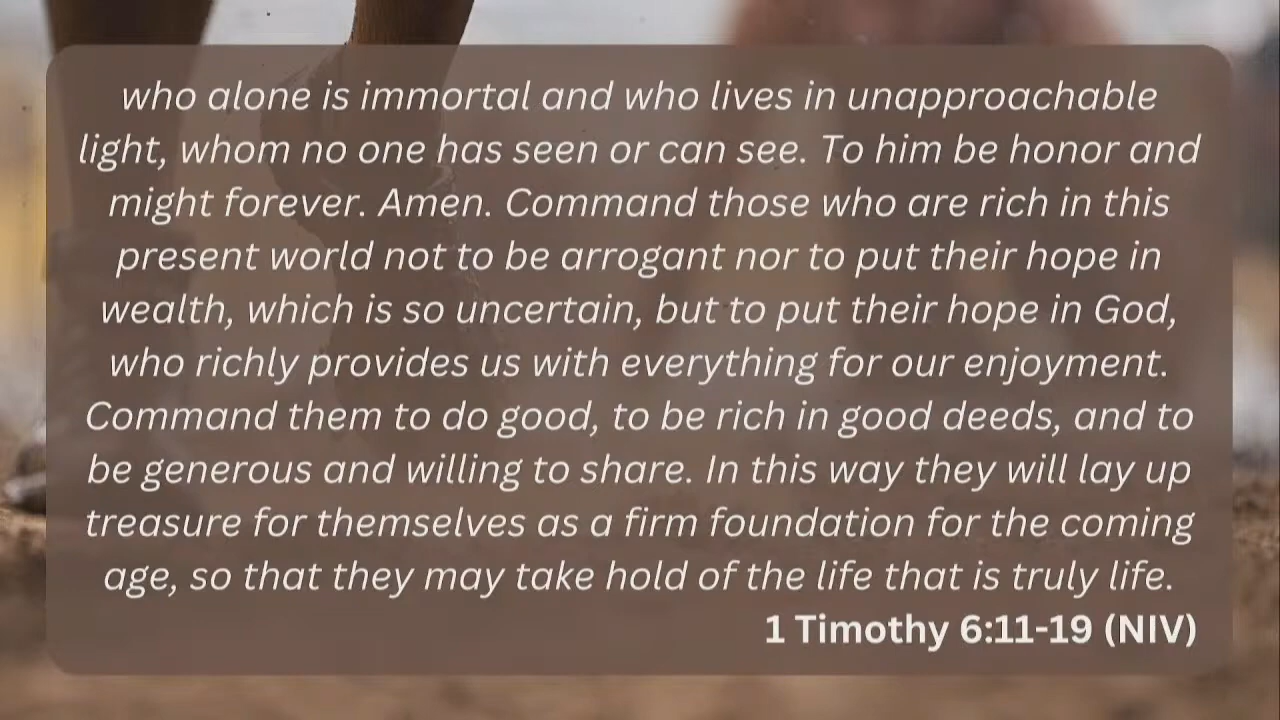 who alone is immortal and who lives in unapproachable
light, whom no one has seen or can see. To him be honor and
might forever. Amen. Command those who are rich in this
present world not to be arrogant nor to put their hope in
wealth, which is so uncertain, but to put their hope in God,
who richly provides us with everything for our enjoyment.
Command them to do good, to be rich in good deeds, and to
be generous and willing to share. In this way they will lay up
treasure for themselves as a firm foundation for the coming
age, so that they may take hold of the life that is truly life.
1 Timothy 6:11-19 (NIV)